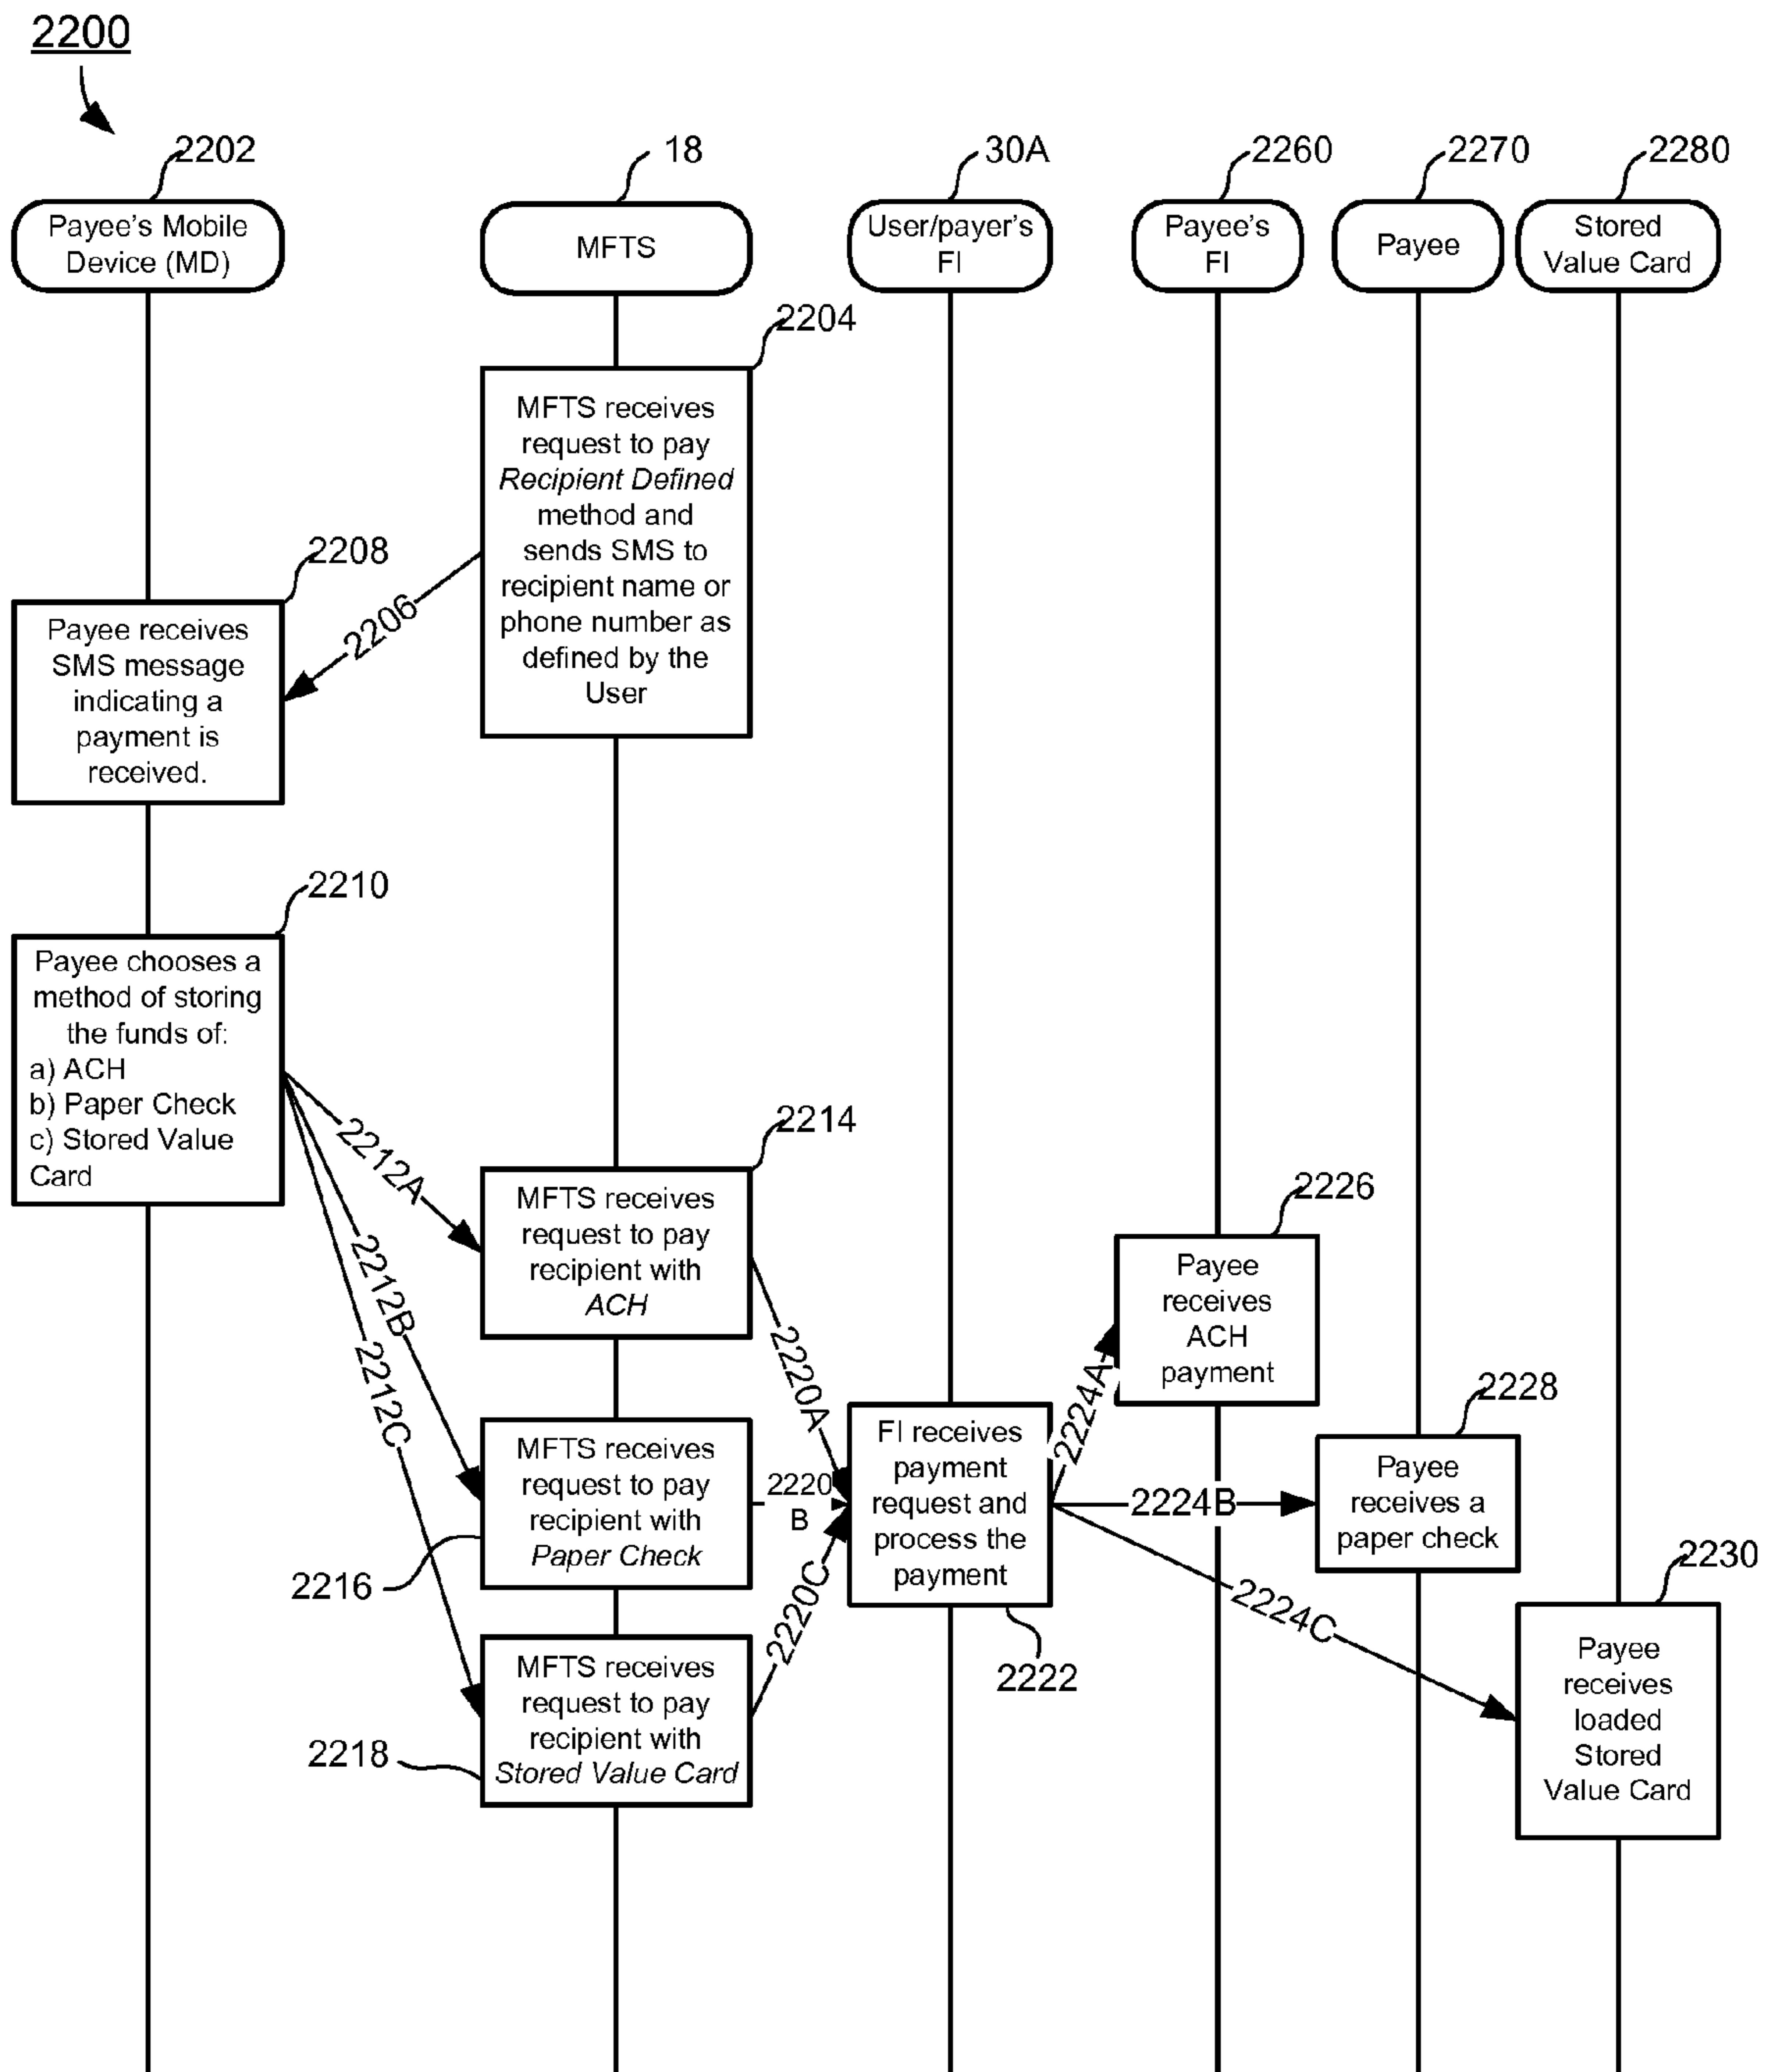 2200
2202
18
30A
2260
2270
2280
Payee's Mobile
Device (MD)
MFTS
User/payer's
FI
Payee's
FI
Payee
Stored
Value Card
2204
MFTS receives
request to pay
Recipient Defined
method and
sends SMS to
recipient name or
phone number as
defined by the
User
2206
2208
Payee receives
SMS message
indicating a
payment is
received.
2210
Payee chooses a
method of storing
the funds of:
a) ACH
b) Paper Check
c) Stored Value
Card
2212A
2212B
2212C
2214
MFTS receives
request to pay
recipient with
ACH
MFTS receives
request to pay
recipient with
Paper Check
2216
MFTS receives
request to pay
recipient with
Stored Value Card
2218
2220A
2220
B
2220C
FI receives
payment
request and
process the
payment
2222
2224A
2224B
2224C
2226
Payee
receives
ACH
payment
2228
Payee
receives a
paper check
2230
Payee
receives
loaded
Stored
Value Card